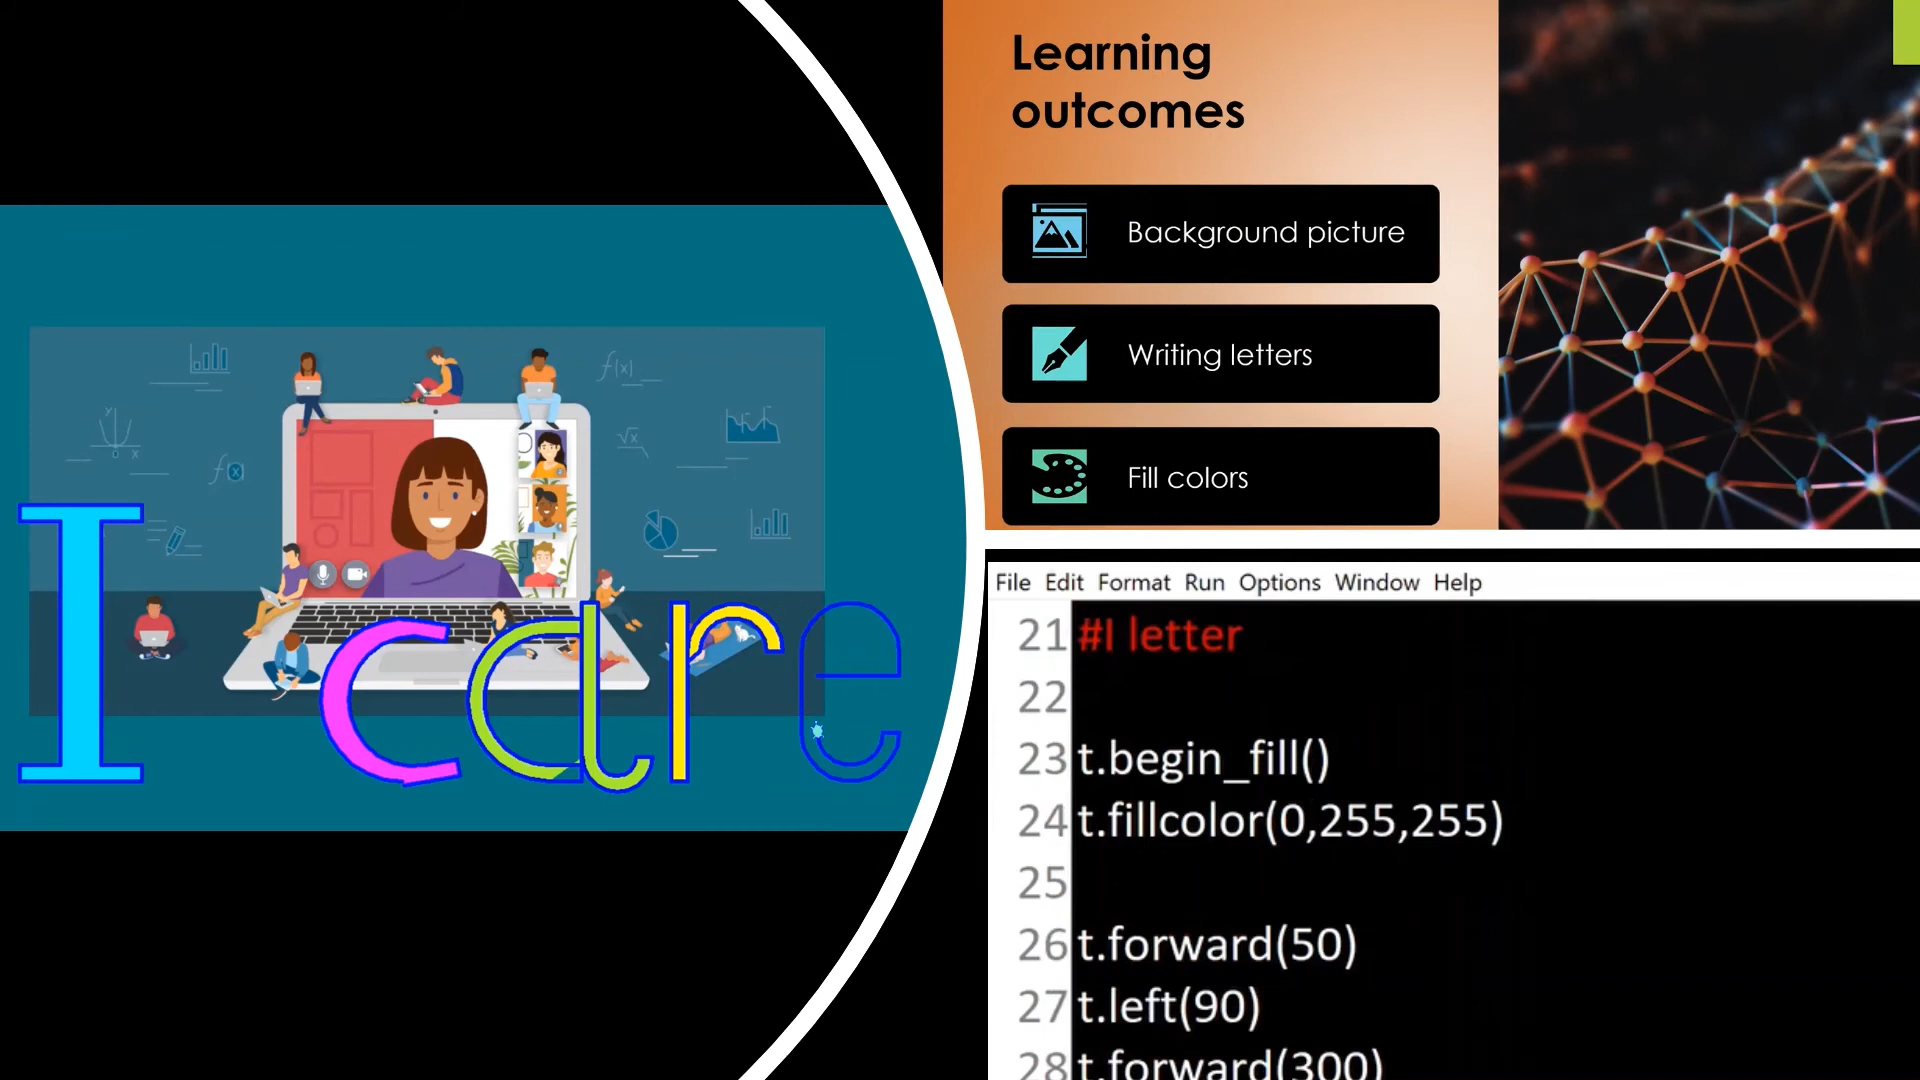 I care
f(x)
√x
f(x)
y
x
Learning
outcomes
Background picture
Writing letters
Fill colors
File Edit Format Run Options Window Help
21 #I letter
22
23 t.begin_fill()
24 t.fillcolor(0,255,255)
25
26 t.forward(50)
27 t.left(90)
28 t.forward(300)